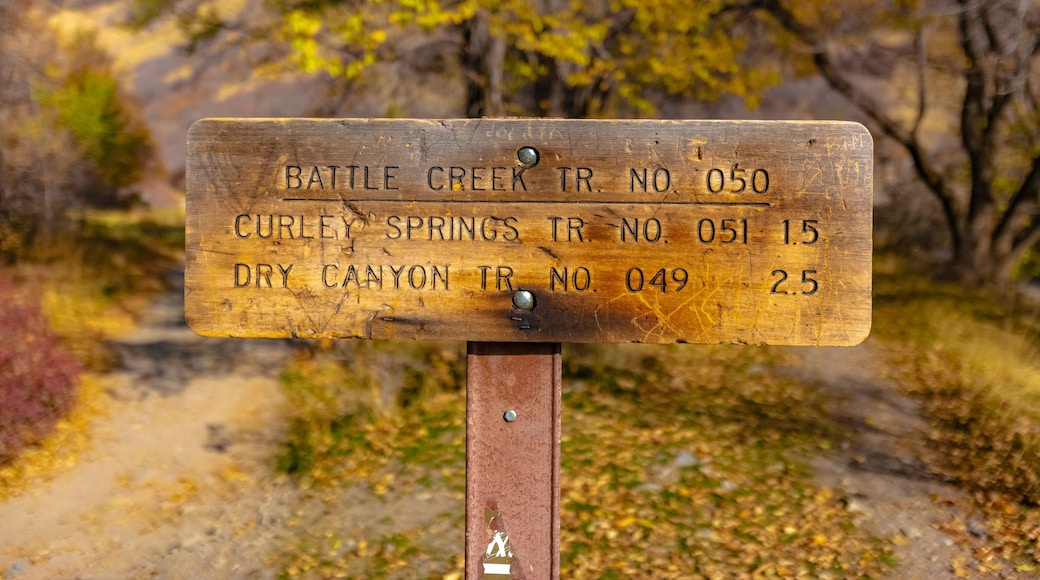 BATTLE CREEK TR. NO. 050
CURLEY SPRINGS TR. NO. 051 1.5
DRY CANYON TR. NO. 049 2.5